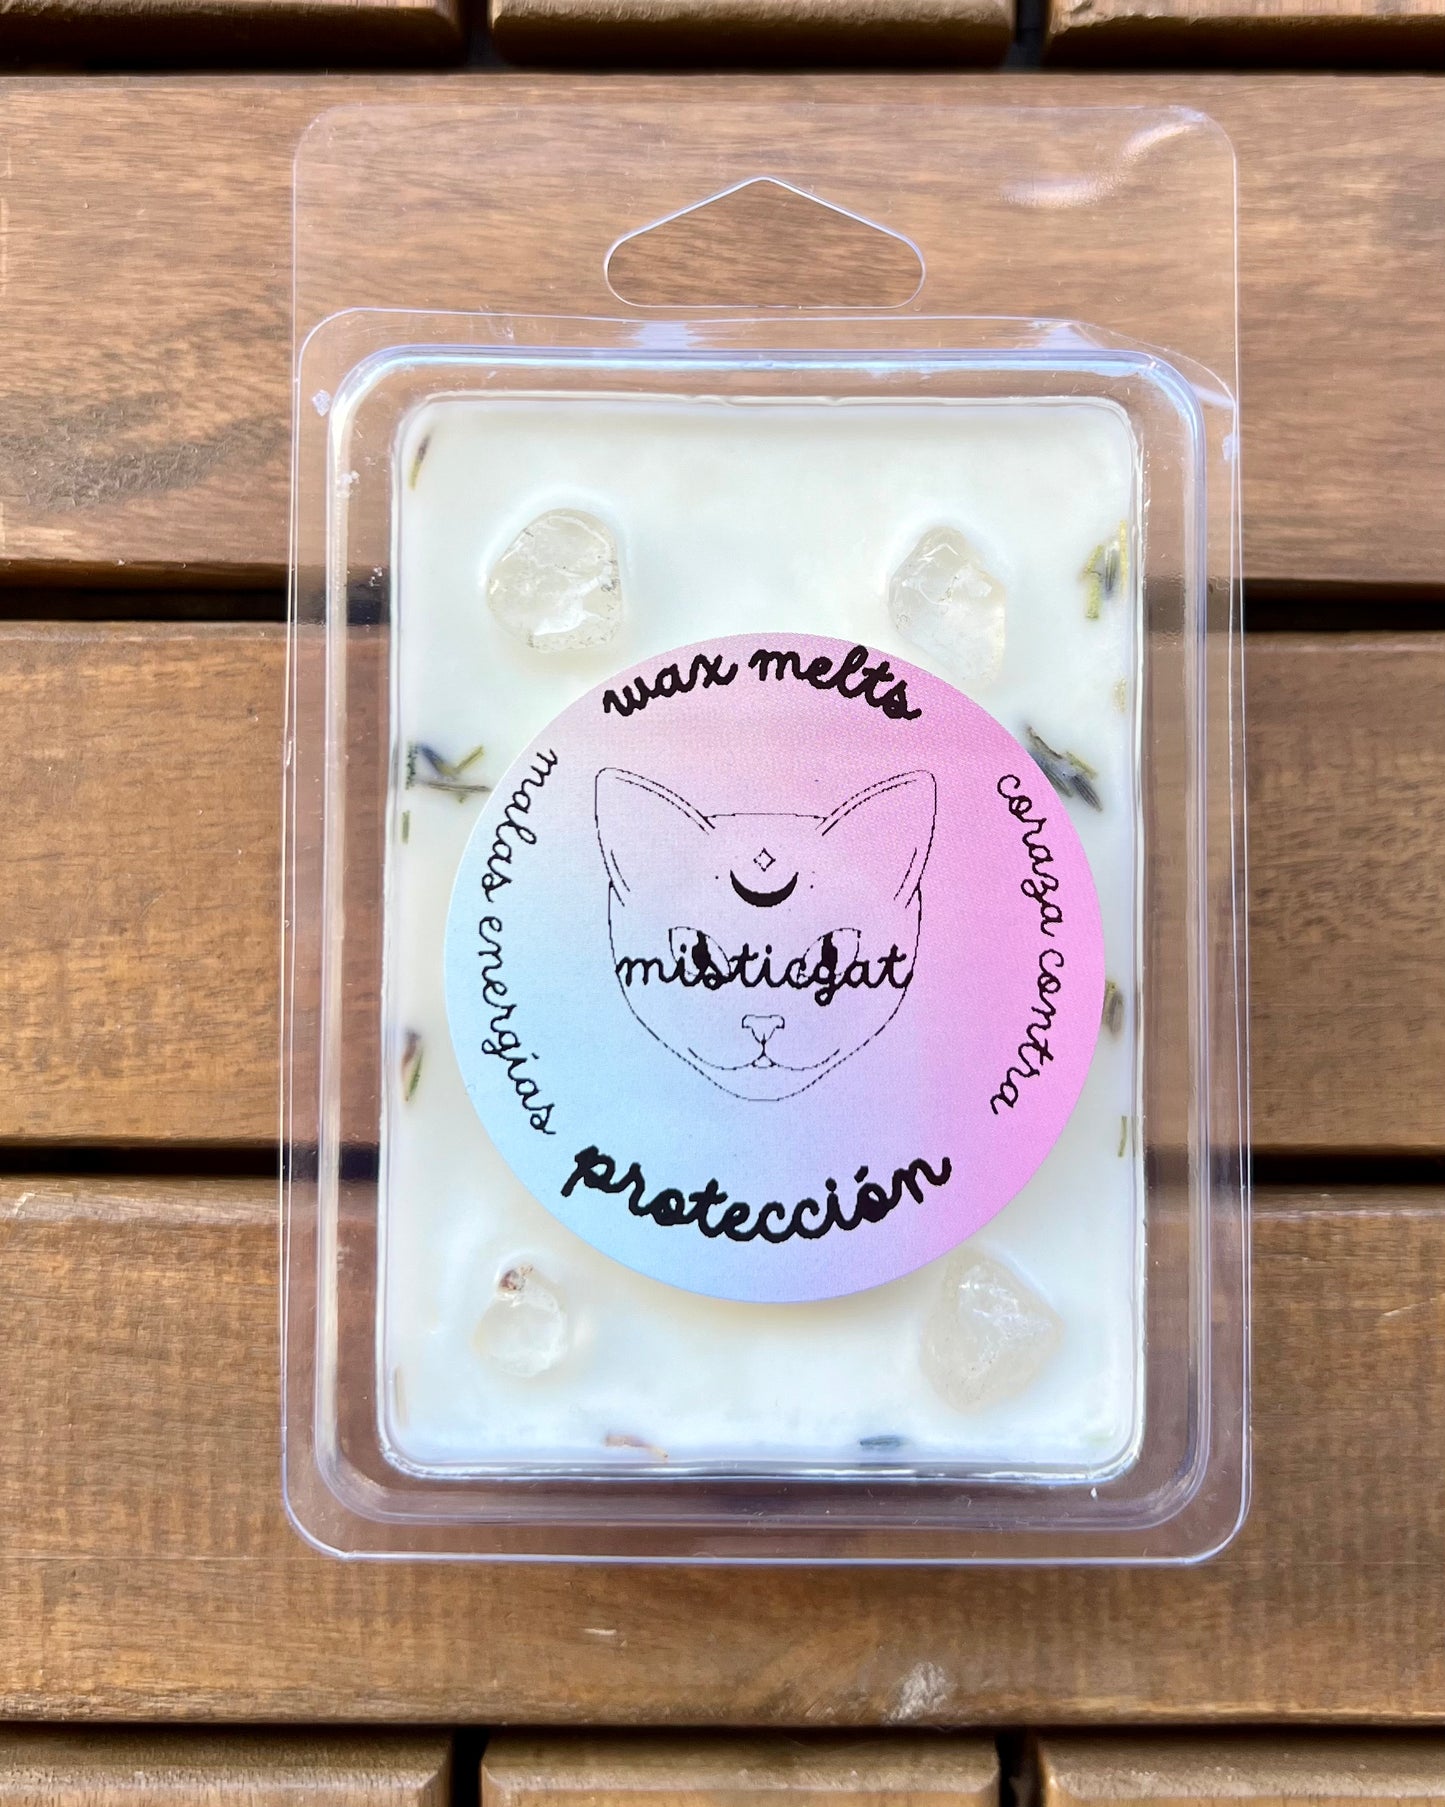 wax melts
misticgat
coraza contra
malas energías
protección